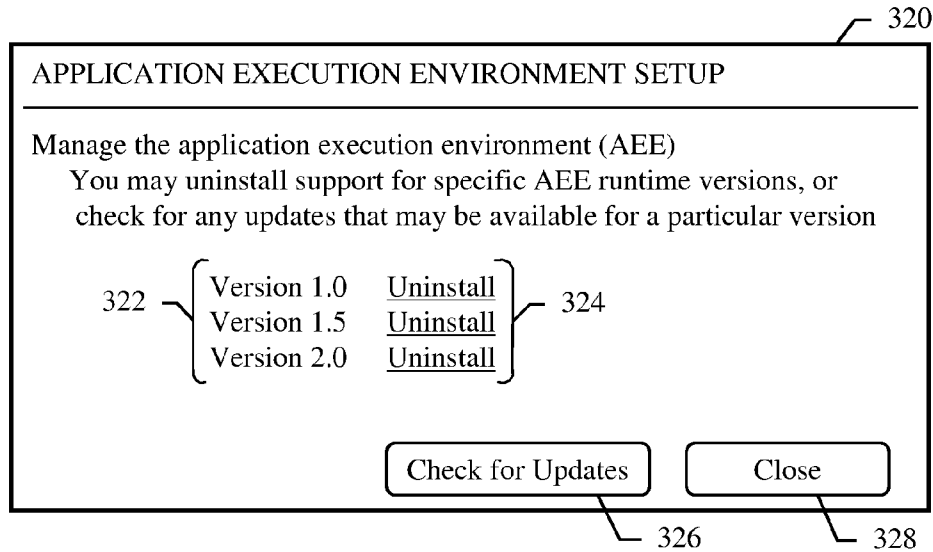 320
APPLICATION EXECUTION ENVIRONMENT SETUP
Manage the application execution environment (AEE)
You may uninstall support for specific AEE runtime versions, or
check for any updates that may be available for a particular version
322 Version 1.0 Uninstall 324
Version 1.5 Uninstall
Version 2.0 Uninstall
Check for Updates Close
326 328